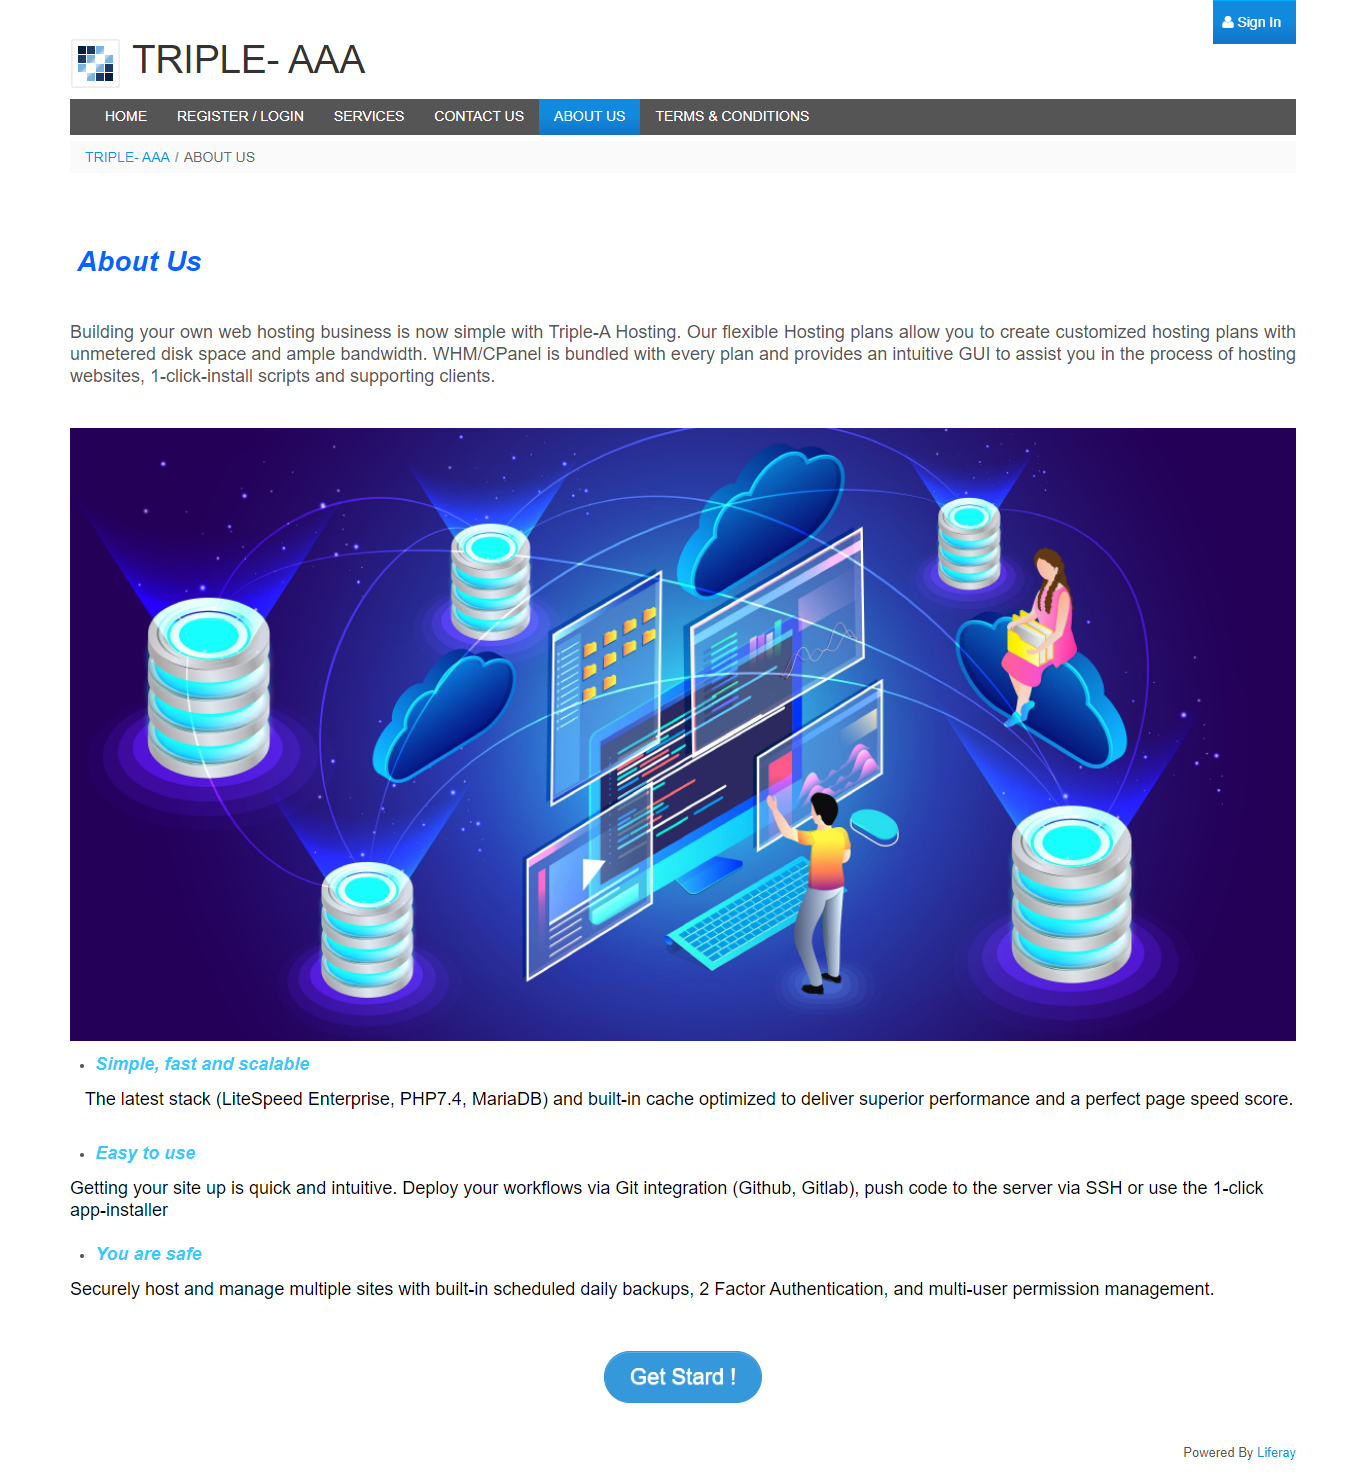 Sign In
TRIPLE- AAA
HOME REGISTER / LOGIN SERVICES CONTACT US ABOUT US TERMS & CONDITIONS
TRIPLE- AAA / ABOUT US
About Us
Building your own web hosting business is now simple with Triple-A Hosting. Our flexible Hosting plans allow you to create customized hosting plans with
unmetered disk space and ample bandwidth. WHM/CPanel is bundled with every plan and provides an intuitive GUI to assist you in the process of hosting
websites, 1-click-install scripts and supporting clients.
• Simple, fast and scalable
The latest stack (LiteSpeed Enterprise, PHP7.4, MariaDB) and built-in cache optimized to deliver superior performance and a perfect page speed score.
• Easy to use
Getting your site up is quick and intuitive. Deploy your workflows via Git integration (Github, Gitlab), push code to the server via SSH or use the 1-click
app-installer
• You are safe
Securely host and manage multiple sites with built-in scheduled daily backups, 2 Factor Authentication, and multi-user permission management.
Get Stard !
Powered By Liferay